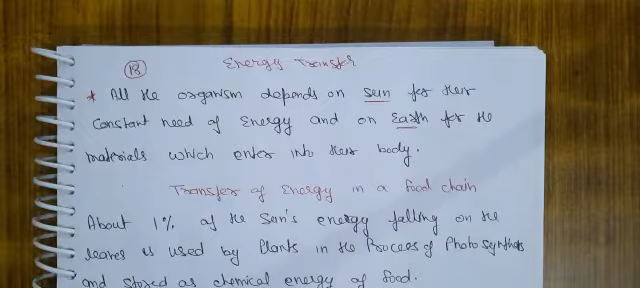 18
Energy Transfer
* All the organism depends on sun for their
constant need of Energy and on Earth for the
materials which enter into their body.
Transfer of Energy in a food chain
About 1% of the Sun's energy falling on the
leaves is used by Plants in the Process of Photosynthesis
and stored as chemical energy of food.